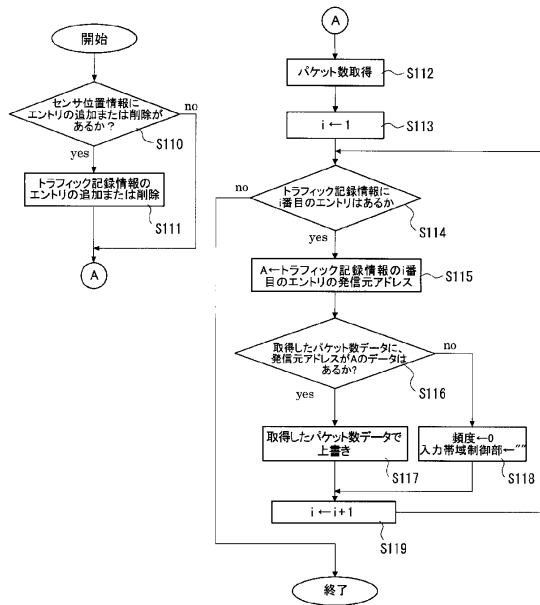 開始
センサ位置情報に
エントリの追加または削除が
あるか？
no
S110
yes
トラフィック記録情報の
エントリの追加または削除
S111
A
A
パケット数取得
S112
i ← 1
S113
no
トラフィック記録情報に
i番目のエントリはあるか
S114
yes
A←トラフィック記録情報のi番
目のエントリの発信元アドレス
S115
取得したパケット数データに、
発信元アドレスがAのデータは
あるか?
no
S116
yes
取得したパケット数データで
上書き
S117
頻度←0
入力帯域制御部←""
S118
i ← i+1
S119
終了